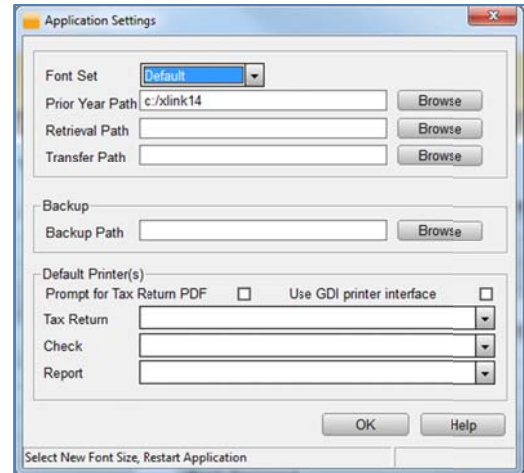 Application Settings
Font Set Default
Prior Year Path c:/xlink14 Browse
Retrieval Path Browse
Transfer Path Browse
Backup
Backup Path Browse
Default Printer(s)
Prompt for Tax Return PDF Use GDI printer interface
Tax Return
Check
Report
OK Help
Select New Font Size, Restart Application